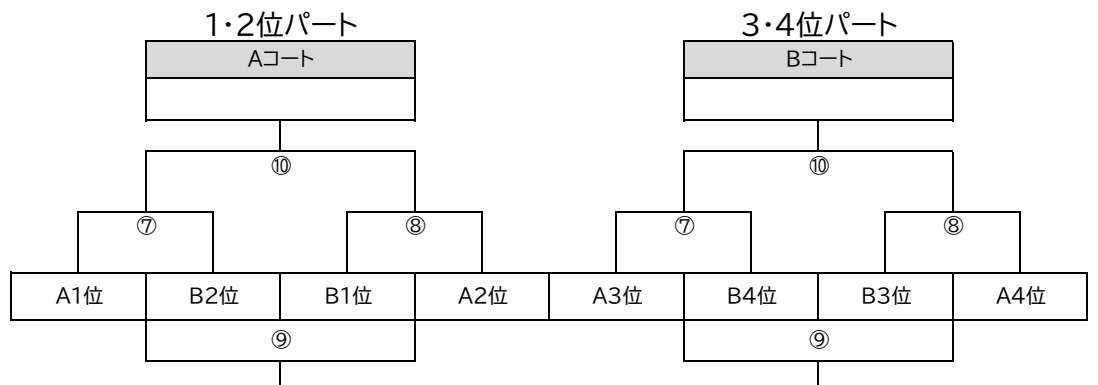 1・2位パート 3・4位パート
Aコート Bコート
⑩ ⑩
⑦ ⑧ ⑦ ⑧
A1位 B2位 B1位 A2位 A3位 B4位 B3位 A4位
⑨ ⑨